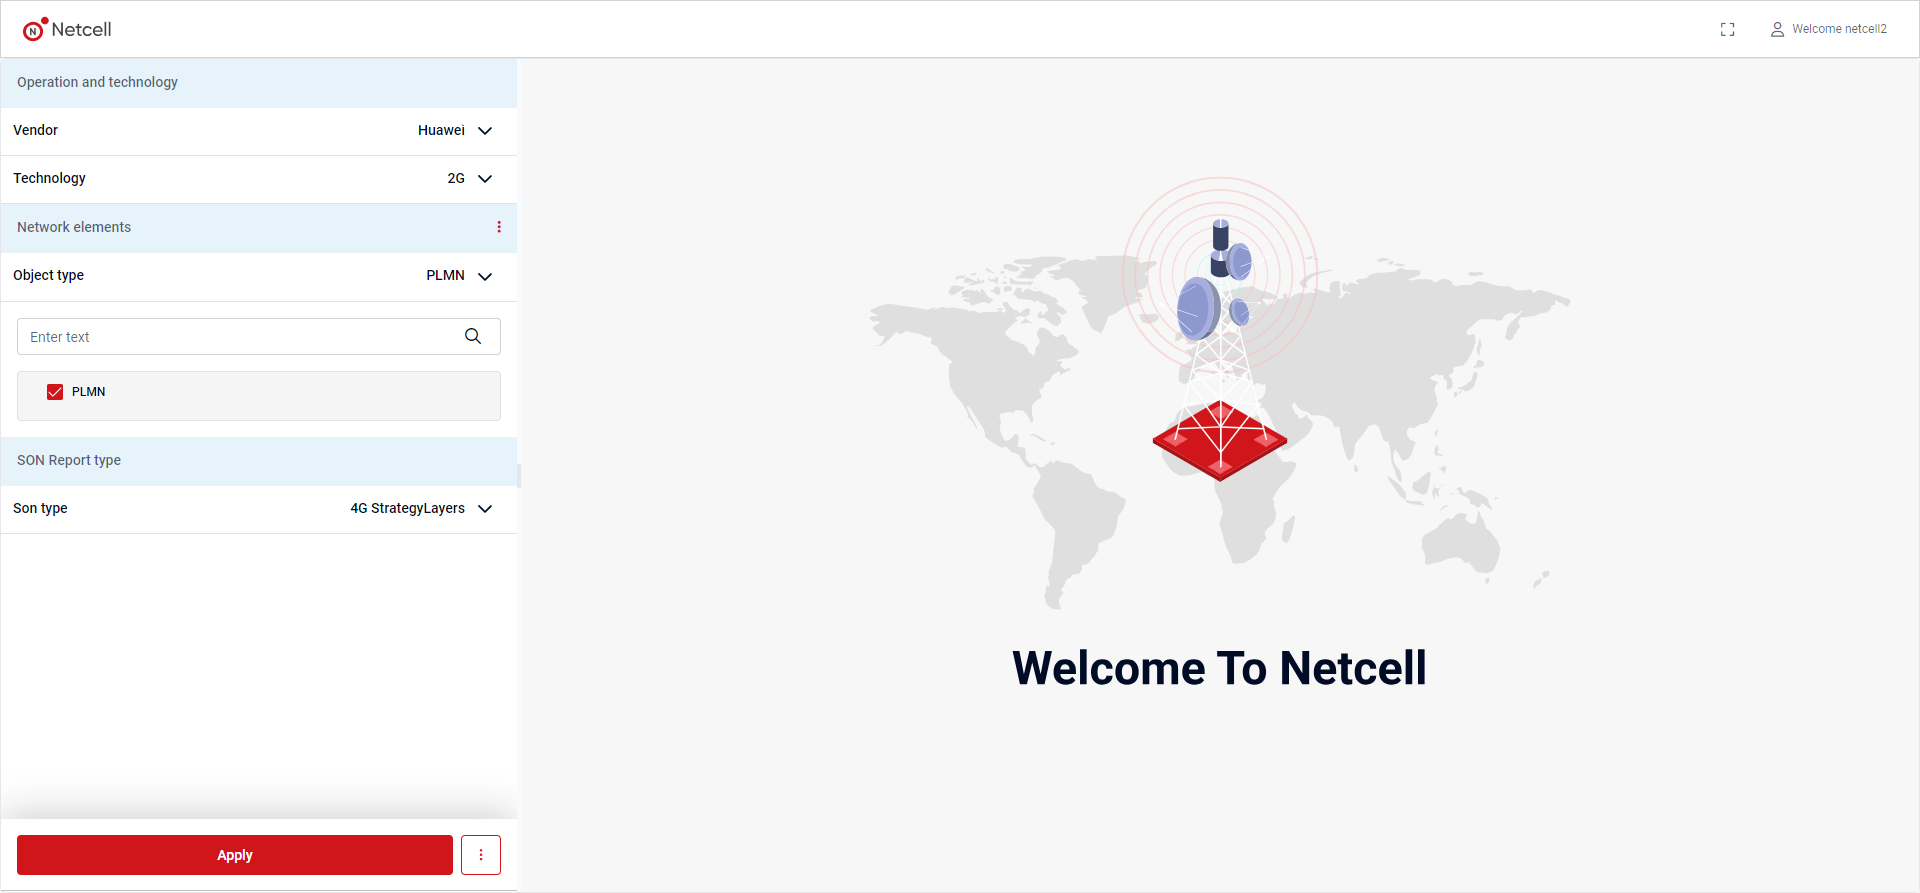 N Netcell
Welcome netcell2
Operation and technology
Vendor Huawei
Technology 2G
Network elements
Object type PLMN
Enter text
PLMN
SON Report type
Son type 4G StrategyLayers
Apply
Welcome To Netcell